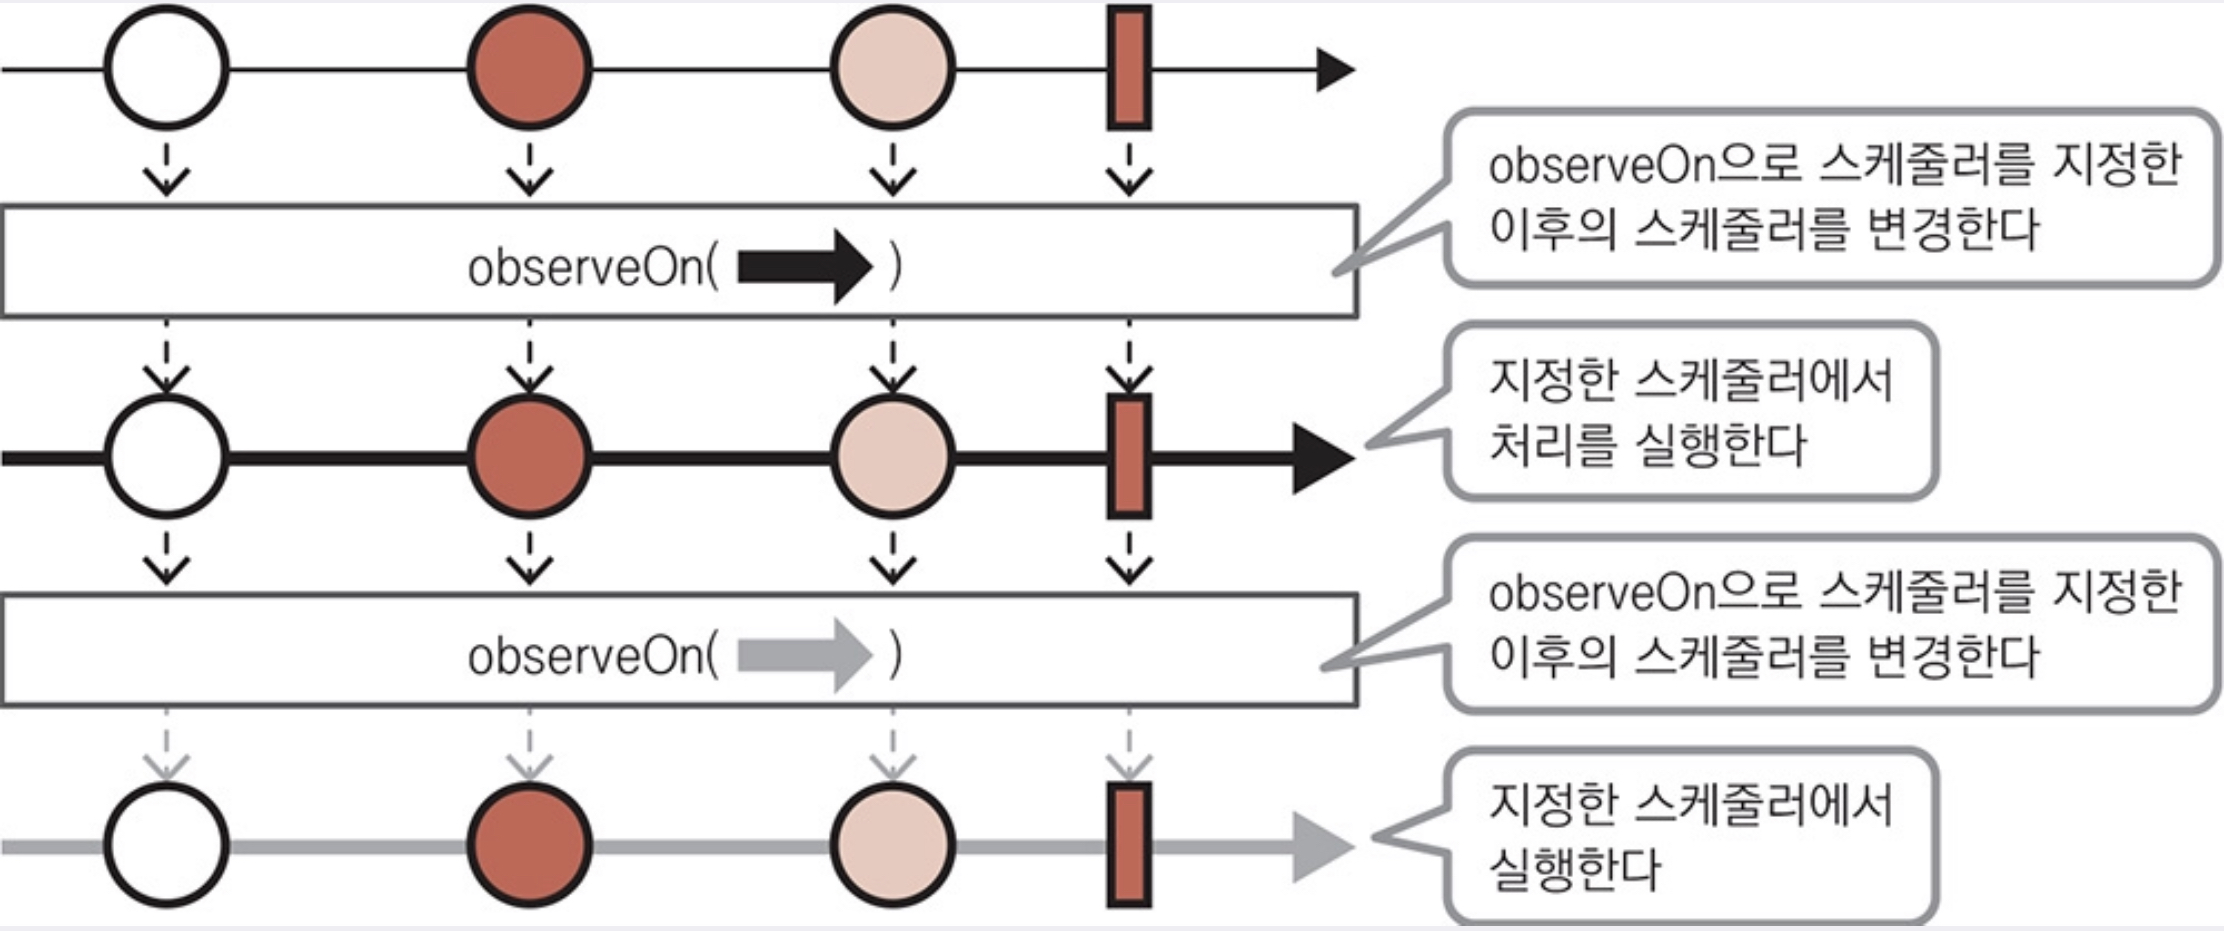 observeOn으로 스케줄러를 지정한
이후의 스케줄러를 변경한다
observeOn( )
지정한 스케줄러에서
처리를 실행한다
observeOn으로 스케줄러를 지정한
이후의 스케줄러를 변경한다
observeOn( )
지정한 스케줄러에서
실행한다